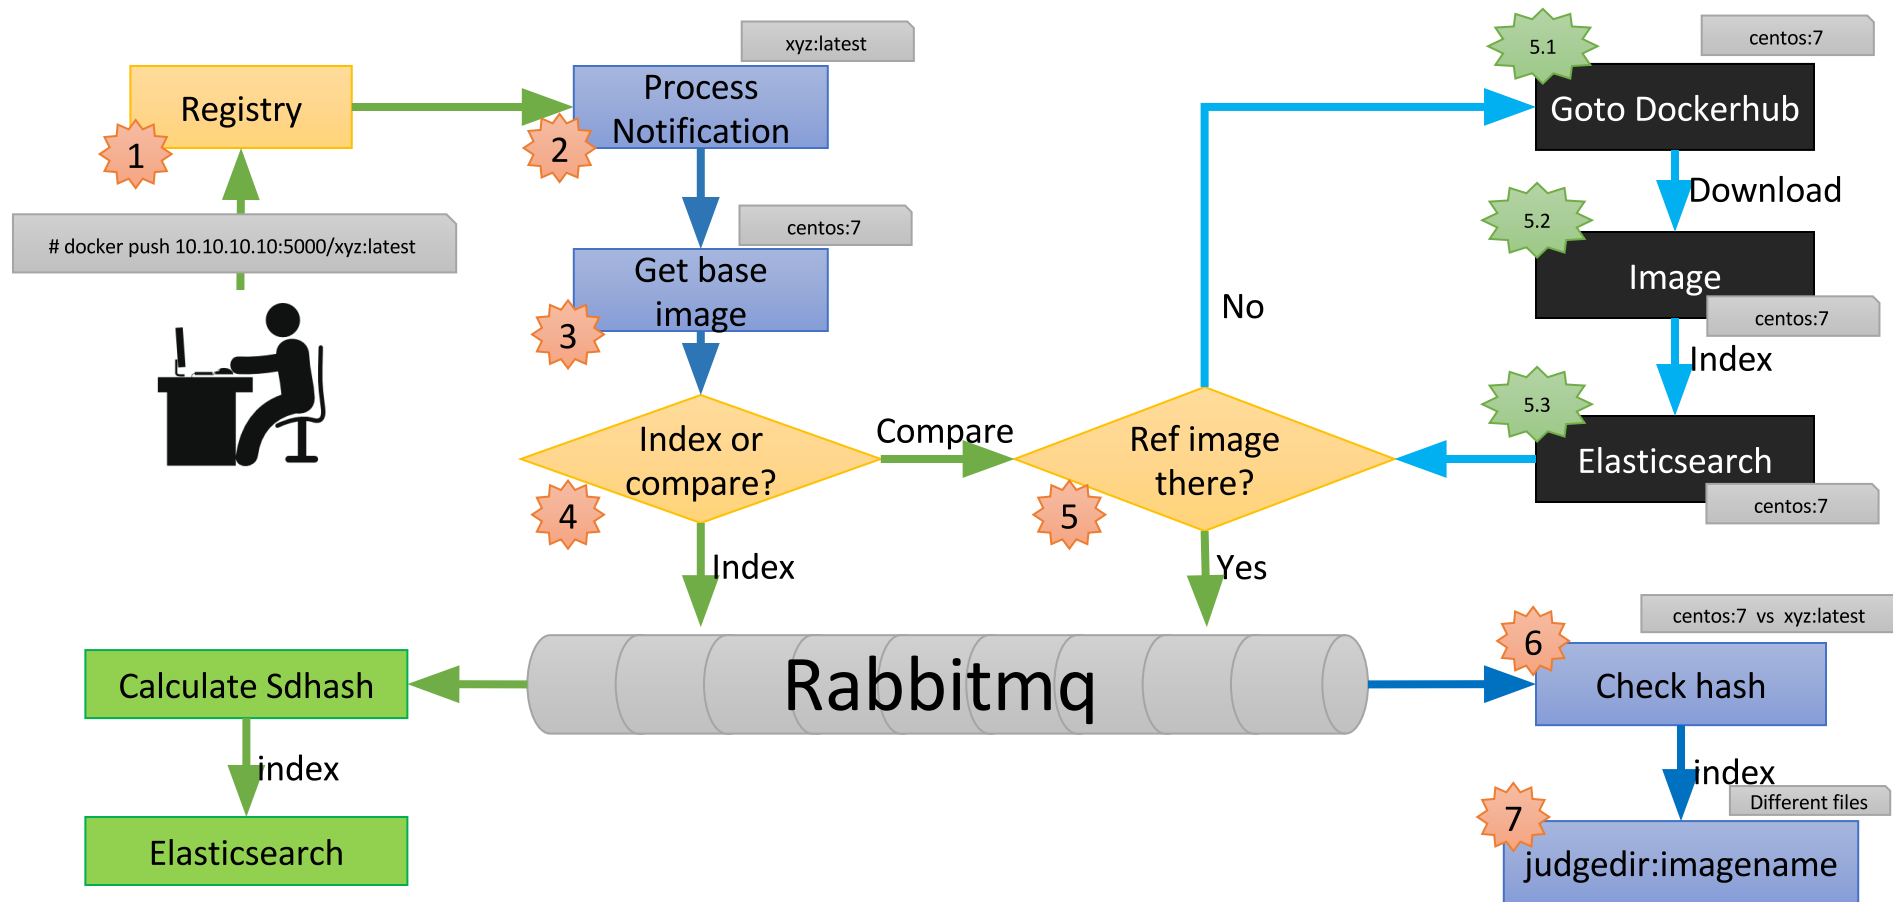 xyz:latest
5.1
centos:7
Registry
Process
Notification
Goto Dockerhub
1
2
Download
# docker push 10.10.10.10:5000/xyz:latest
centos:7
5.2
Get base
image
Image
No
centos:7
3
Index
5.3
Index or
compare?
Compare
Ref image
there?
Elasticsearch
centos:7
4
5
Index
Yes
centos:7 vs xyz:latest
6
Calculate Sdhash
Rabbitmq
Check hash
index
index
Different files
7
Elasticsearch
judgedir:imagename